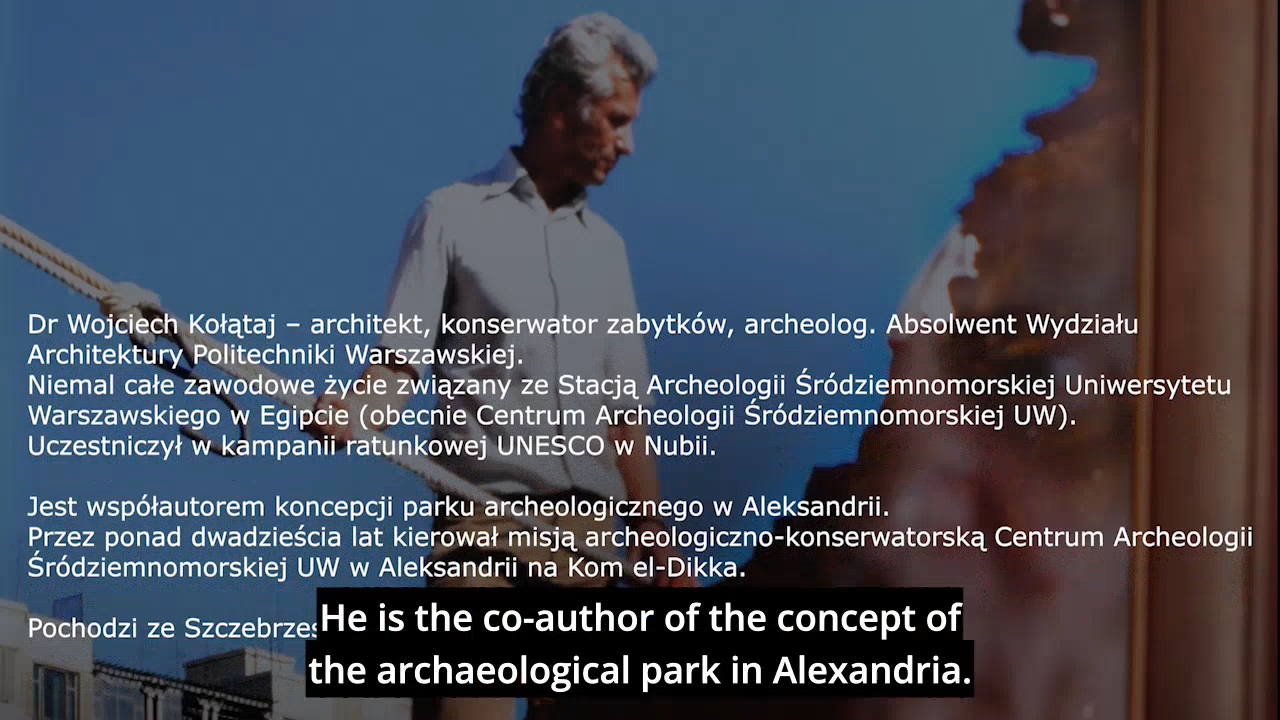 Dr Wojciech Kołątaj – architekt, konserwator zabytków, archeolog. Absolwent Wydziału
Architektury Politechniki Warszawskiej.
Niemal całe zawodowe życie związany ze Stacją Archeologii Śródziemnomorskiej Uniwersytetu
Warszawskiego w Egipcie (obecnie Centrum Archeologii Śródziemnomorskiej UW).
Uczestniczył w kampanii ratunkowej UNESCO w Nubii.
Jest współautorem koncepcji parku archeologicznego w Aleksandrii.
Przez ponad dwadzieścia lat kierował misją archeologiczno-konserwatorską Centrum Archeologii
Śródziemnomorskiej UW w Aleksandrii na Kom el-Dikka.
Pochodzi ze
He is the co-author of the concept of
the archaeological park in Alexandria.